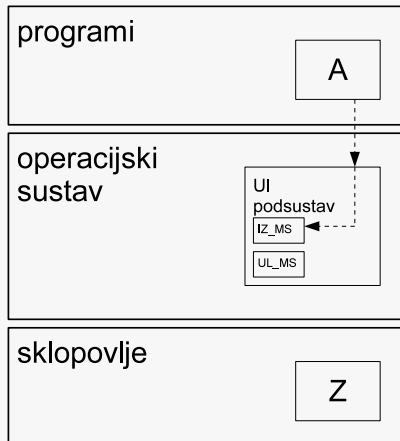 programi
A
operacijski
sustav
UI
podsustav
IZ_MS
UL_MS
sklopovlje
Z